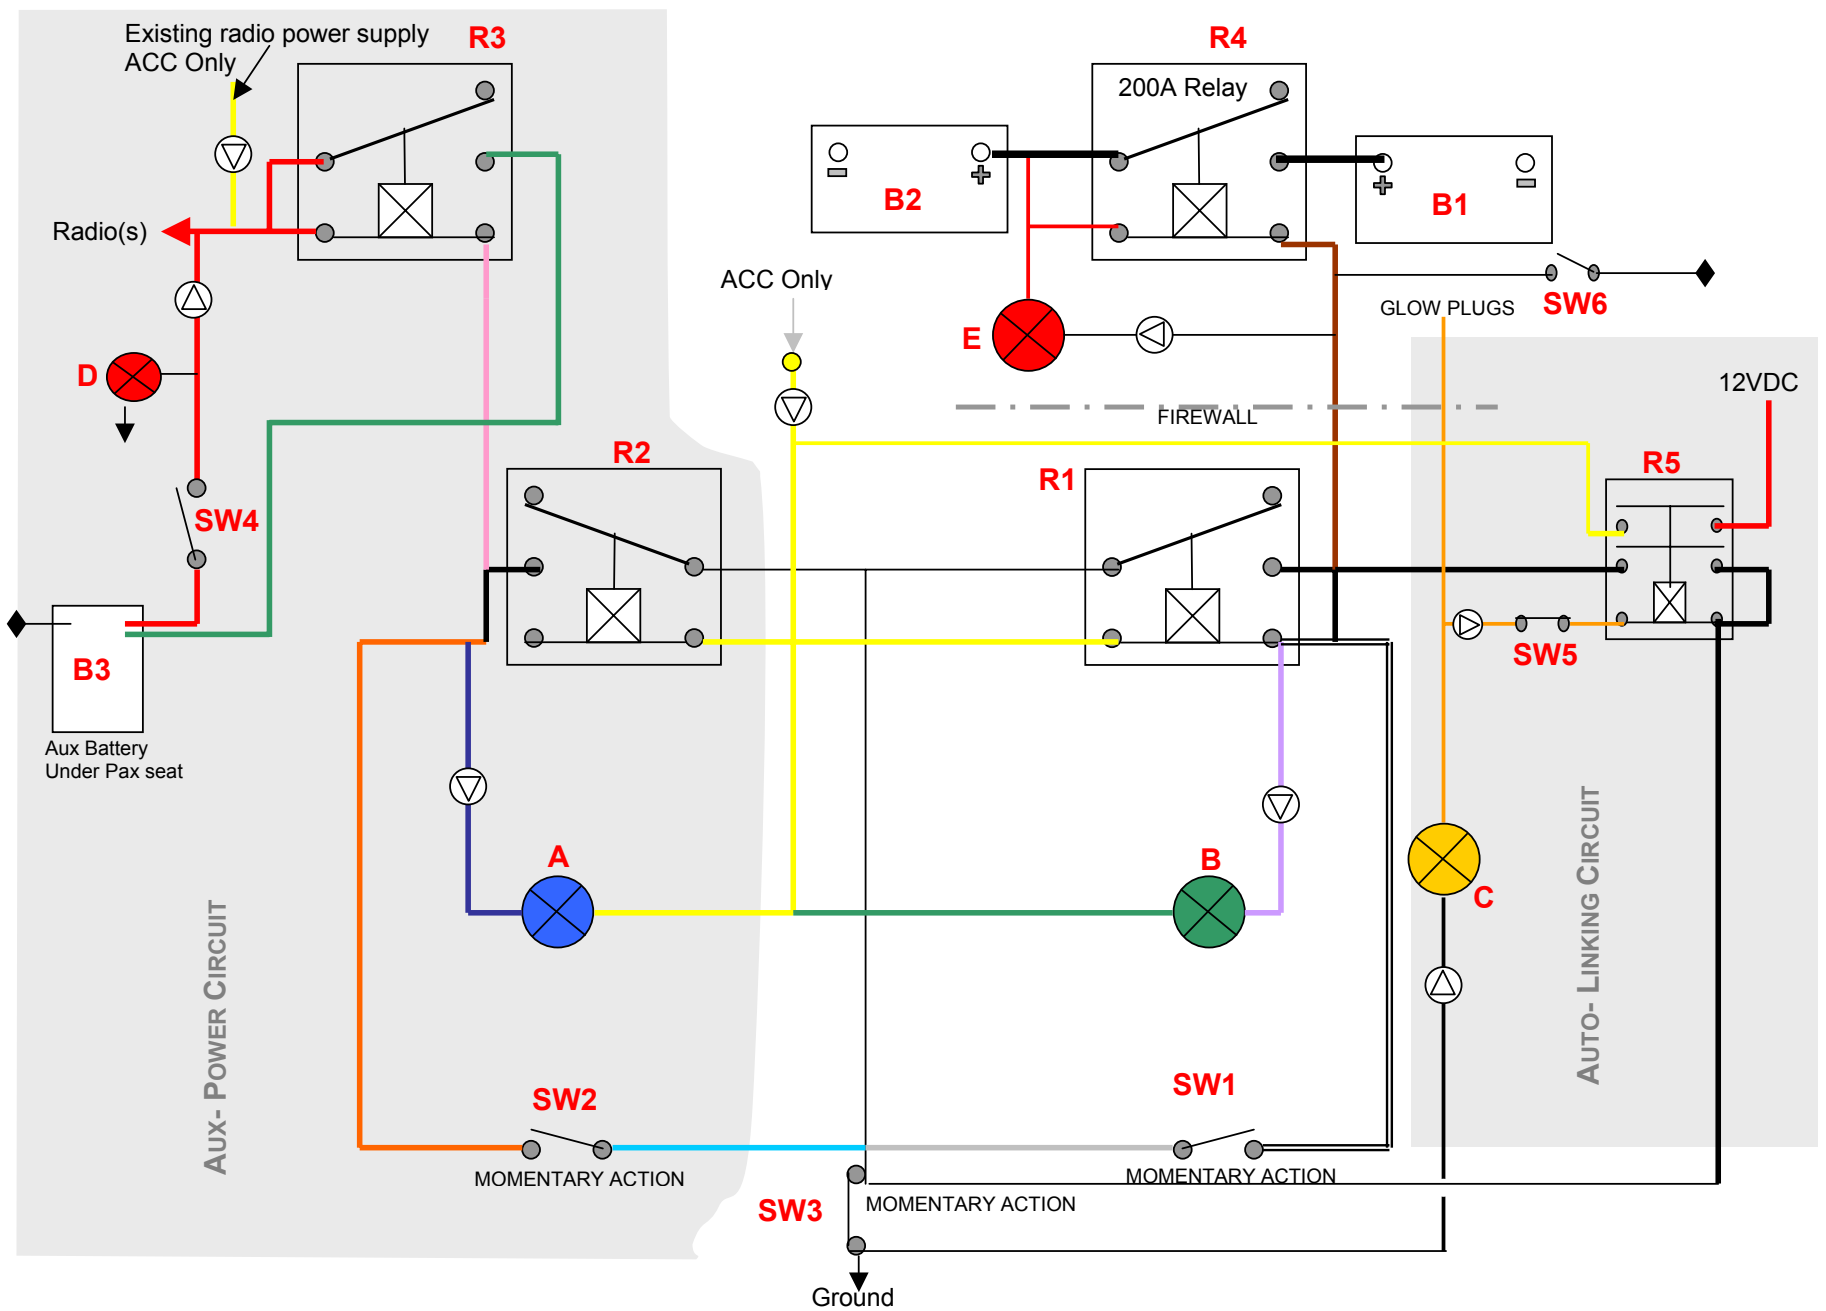 Existing radio power supply
ACC Only
R3
R4
200A Relay
B2
B1
Radio(s)
ACC Only
SW6
GLOW PLUGS
E
D
12VDC
FIREWALL
R2
R1
R5
SW4
SW5
B3
Aux Battery
Under Pax seat
A
B
C
AUX- POWER CIRCUIT
AUTO- LINKING CIRCUIT
SW2
SW1
MOMENTARY ACTION
MOMENTARY ACTION
SW3
MOMENTARY ACTION
Ground